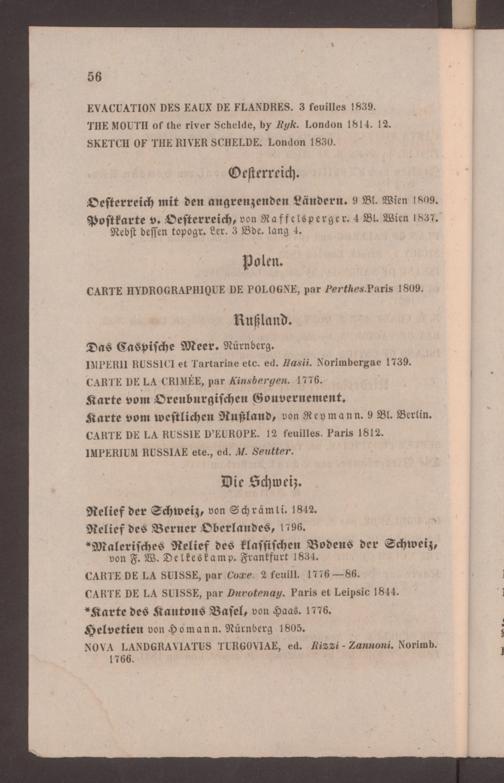 56
EVACUATION DES EAUX DE FLANDRES. 3 feuilles 1839.
THE MOUTH of the river Schelde, by Ryk. London 1814. 12.
SKETCH OF THE RIVER SCHELDE. London 1830.
Oesterreich.
Oesterreich mit den angrenzenden Ländern. 9 Bl. Wien 1809.
Postkarte v. Oesterreich, von Raffelsperger. 4 Bl. Wien 1837.
Nebst dessen topogr. Ler. 3 Bde. lang 4.
Polen.
CARTE HYDROGRAPHIQUE DE POLOGNE, par Perthes. Paris 1809.
Rußland.
Das Caspische Meer. Nürnberg.
IMPERII RUSSICI et Tartarine etc. ed. Hasii. Norimbergae 1739.
CARTE DE LA CRIMÉE, par Kinsbergen. 1776.
Karte vom Orenburgischen Gouvernement.
Karte vom westlichen Rußland, von Reymann. 9 Bl. Berlin.
CARTE DE LA RUSSIE D'EUROPE. 12 feuilles. Paris 1812.
IMPERIUM RUSSIAE etc., ed. M. Seutter.
Die Schweiz.
Relief der Schweiz, von Schrämli. 1842.
Relief des Berner Oberlandes, 1796.
*Malerisches Relief des klassischen Bodens der Schweiz,
von F. W. Delkeskamp. Frankfurt 1834.
CARTE DE LA SUISSE, par Coxe. 2 feuill. 1776—86.
CARTE DE LA SUISSE, par Duvotenay. Paris et Leipsic 1844.
*Karte des Kantons Basel, von Haas. 1776.
Helvetien von Homann. Nürnberg 1805.
NOVA LANDGRAVIATUS TURGOVIAE, ed. Rizzi-Zannoni. Norimb.
1766.